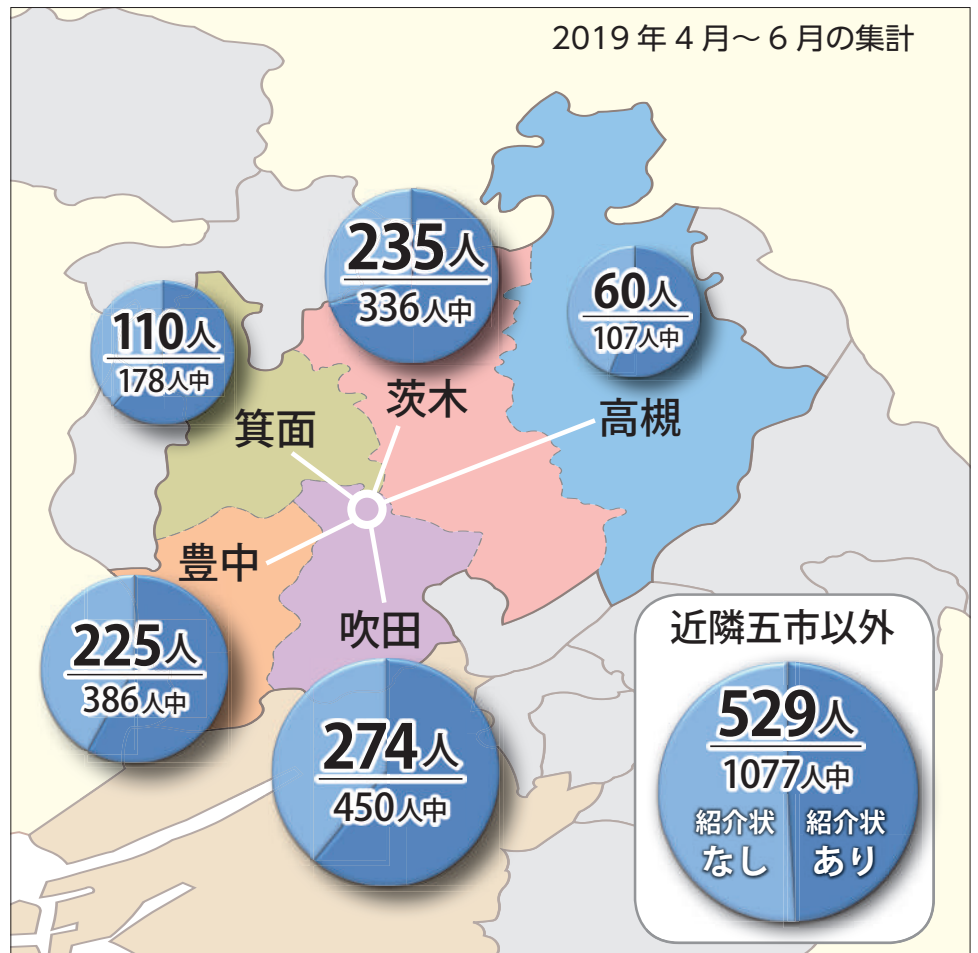 2019年4月～6月の集計
235人
336人中
茨木
60人
107人中
高槻
110人
178人中
箕面
豊中
225人
386人中
吹田
274人
450人中
近隣五市以外
529人
1077人中
紹介状
なし
紹介状
あり